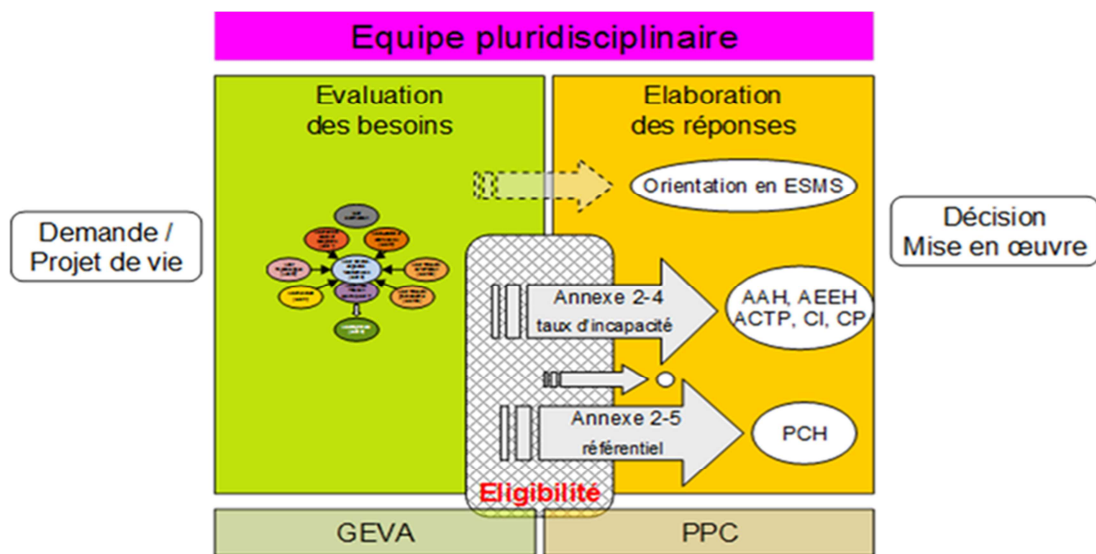 Equipe pluridisciplinaire
Evaluation
des besoins
Elaboration
des réponses
Orientation en ESMS
Demande /
Projet de vie
Décision
Mise en œuvre
Annexe 2-4
taux d'incapacité
AAH, AEEH
ACTP, CI, CP
Annexe 2-5
référentiel
PCH
Eligibilité
GEVA
PPC